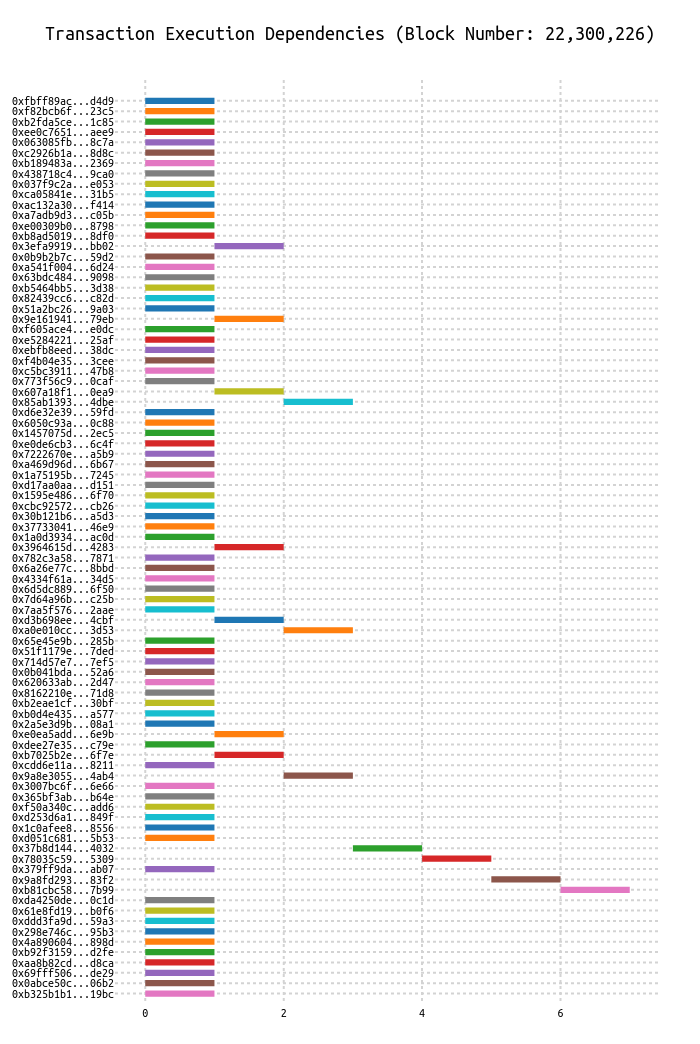 Transaction Execution Dependencies (Block Number: 22,300,226)
0xfbff89ac...d4d9
0xf82bcb6f...23c5
0xb2fda5ce...1c85
0xee0c7651...aee9
0x063085fb...8c7a
0xc2926b1a...8d8c
0xb189483a...2369
0x438718c4...9ca0
0x037f9c2a...e053
0xca05841e...31b5
0xac132a30...f414
0xa7adb9d3...c05b
0xe00309b0...8798
0xb8ad5019...8df0
0x3efa9919...bb02
0x0b9b2b7c...59d2
0xa541f004...6d24
0x63bdc484...9098
0xb5464bb5...3d38
0x82439cc6...c82d
0x51a2bc26...9a03
0x9e161941...79eb
0xf605ace4...e0dc
0xe5284221...25af
0xebfb8eed...38dc
0xf4b04e35...3cee
0xc5bc3911...47b8
0x773f56c9...0caf
0x607a18f1...0ea9
0x85ab1393...4dbe
0xd6e32e39...59fd
0x6050c93a...0c88
0x1457075d...2ec5
0xe0de6cb3...6c4f
0x7222670e...a5b9
0xa469d96d...6b67
0x1a75195b...7245
0xd17aa0aa...d151
0x1595e486...6f70
0xcbc92572...cb26
0x30b121b6...a5d3
0x37733041...46e9
0x1a0d3934...ac0d
0x3964615d...4283
0x782c3a58...7871
0x6a26e77c...8bbd
0x4334f61a...34d5
0x6d5dc889...6f50
0x7d64a96b...c25b
0x7aa5f576...2aae
0xd3b698ee...4cbf
0xa0e010cc...3d53
0x65e45e9b...285b
0x51f1179e...7ded
0x714d57e7...7ef5
0x0b041bda...52a6
0x620633ab...2d47
0x8162210e...71d8
0xb2eae1cf...30bf
0xb0d4e435...a577
0x2a5e3d9b...08a1
0xe0ea5add...6e9b
0xdee27e35...c79e
0xb7025b2e...6f7e
0xcdd6e11a...8211
0x9a8e3055...4ab4
0x3007bc6f...6e66
0x365bf3ab...b64e
0xf50a340c...add6
0xd253d6a1...849f
0x1c0afee8...8556
0xd051c681...5b53
0x37b8d144...4032
0x78035c59...5309
0x379ff9da...ab07
0x9a8fd293...83f2
0xb81cbc58...7b99
0xda4250de...0c1d
0x61e8fd19...b0f6
0xddd3fa9d...59a3
0x298e746c...95b3
0x4a890604...898d
0xb92f3159...d2fe
0xaa8b82cd...d8ca
0x69fff506...de29
0x0abce50c...06b2
0xb325b1b1...19bc
0 2 4 6